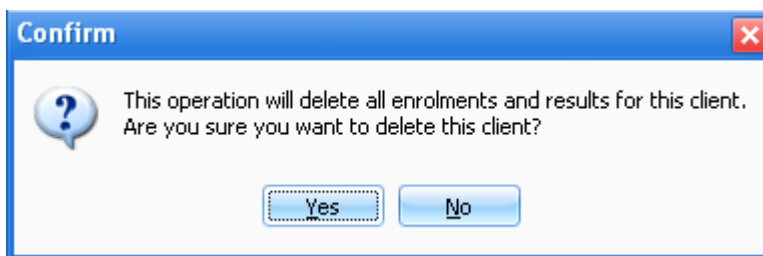 Confirm
This operation will delete all enrolments and results for this client.
Are you sure you want to delete this client?
Yes No